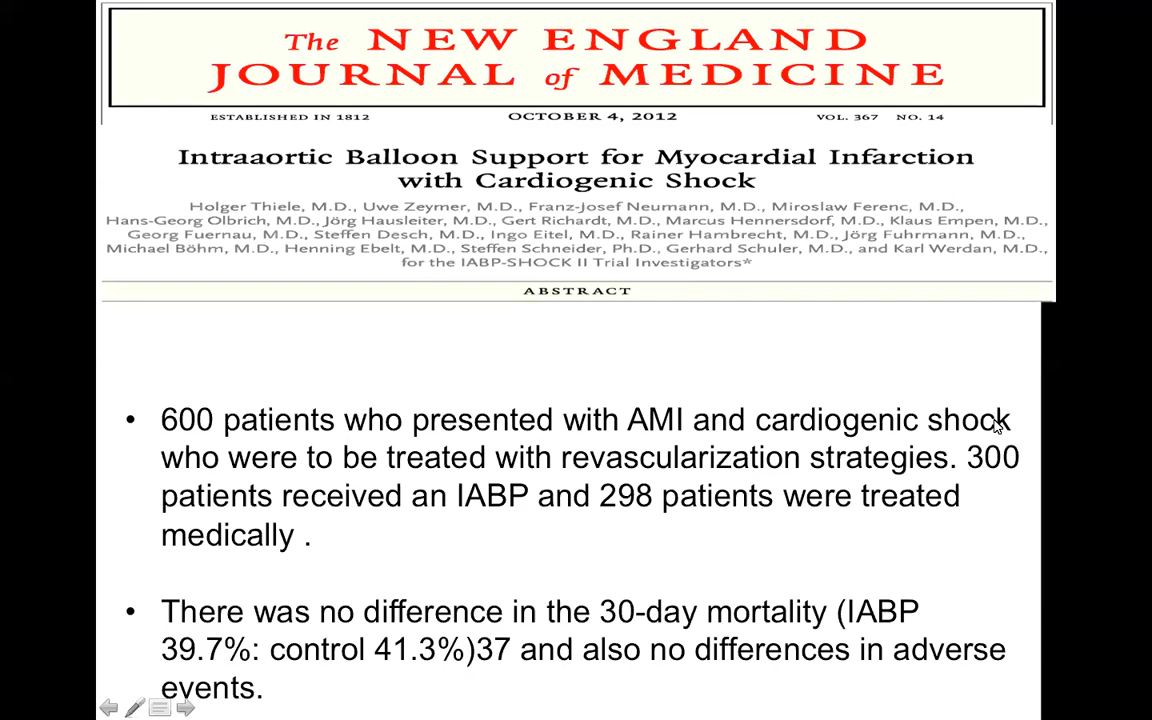 The NEW ENGLAND
JOURNAL of MEDICINE
ESTABLISHED IN 1812 OCTOBER 4, 2012 VOL. 367 NO. 14
Intraaortic Balloon Support for Myocardial Infarction
with Cardiogenic Shock
Holger Thiele, M.D., Uwe Zeymer, M.D., Franz-Josef Neumann, M.D., Miroslaw Ferenc, M.D.,
Hans-Georg Olbrich, M.D., Jörg Hausleiter, M.D., Gert Richardt, M.D., Marcus Hennersdorf, M.D., Klaus Empen, M.D.,
Georg Fuernau, M.D., Steffen Desch, M.D., Ingo Eitel, M.D., Rainer Hambrecht, M.D., Jörg Fuhrmann, M.D.,
Michael Böhm, M.D., Henning Ebelt, M.D., Steffen Schneider, Ph.D., Gerhard Schuler, M.D., and Karl Werdan, M.D.,
for the IABP-SHOCK II Trial Investigators*
ABSTRACT
• 600 patients who presented with AMI and cardiogenic shock
who were to be treated with revascularization strategies. 300
patients received an IABP and 298 patients were treated
medically .
• There was no difference in the 30-day mortality (IABP
39.7%: control 41.3%)37 and also no differences in adverse
events.